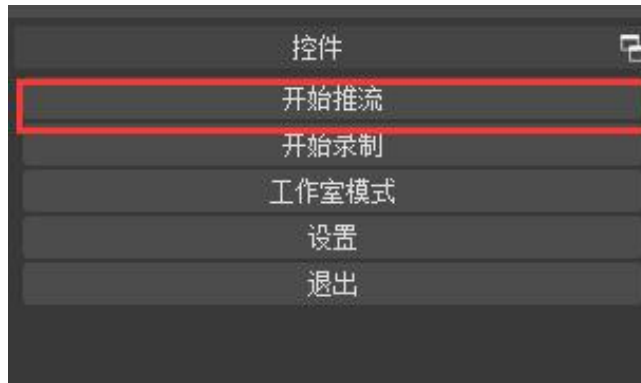 控件
开始推流
开始录制
工作室模式
设置
退出